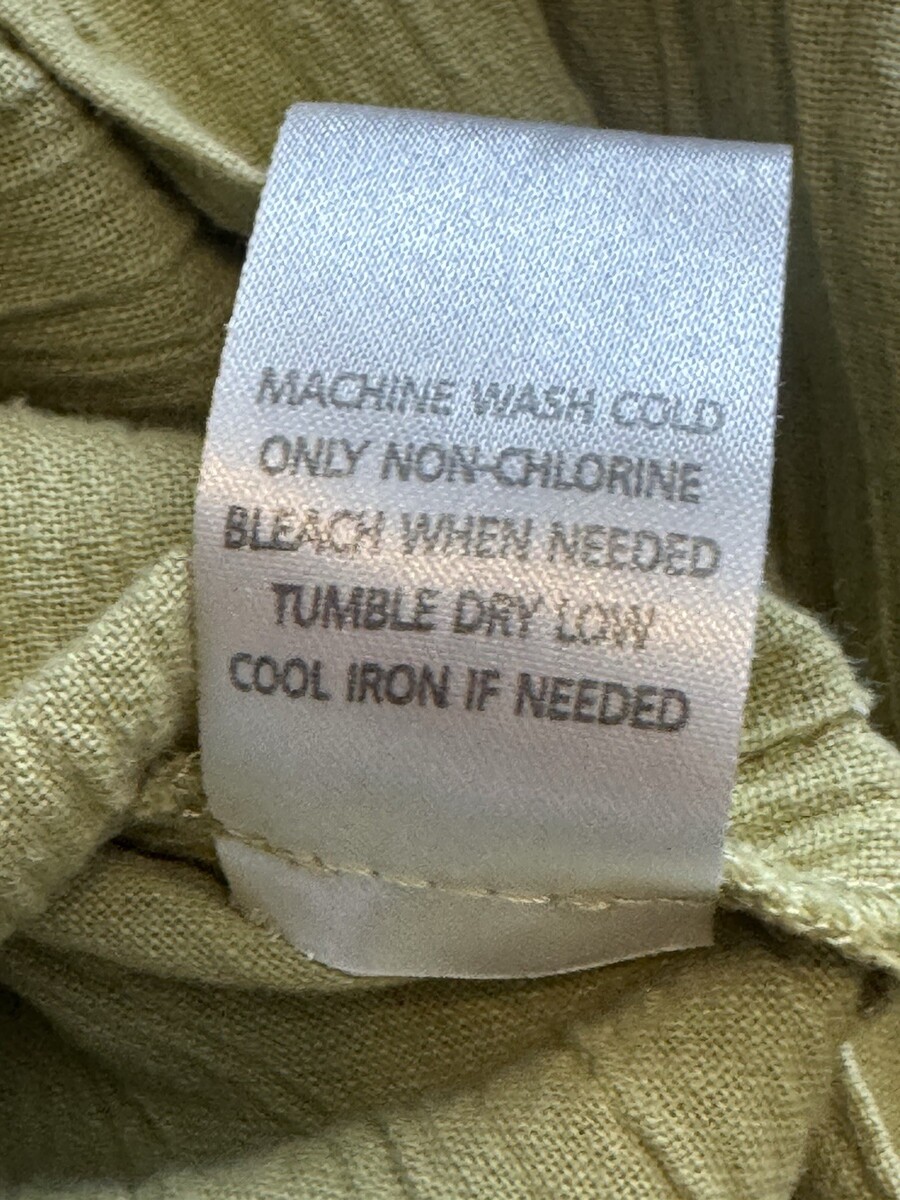 MACHINE WASH COLD
ONLY NON-CHLORINE
BLEACH WHEN NEEDED
TUMBLE DRY LOW
COOL IRON IF NEEDED